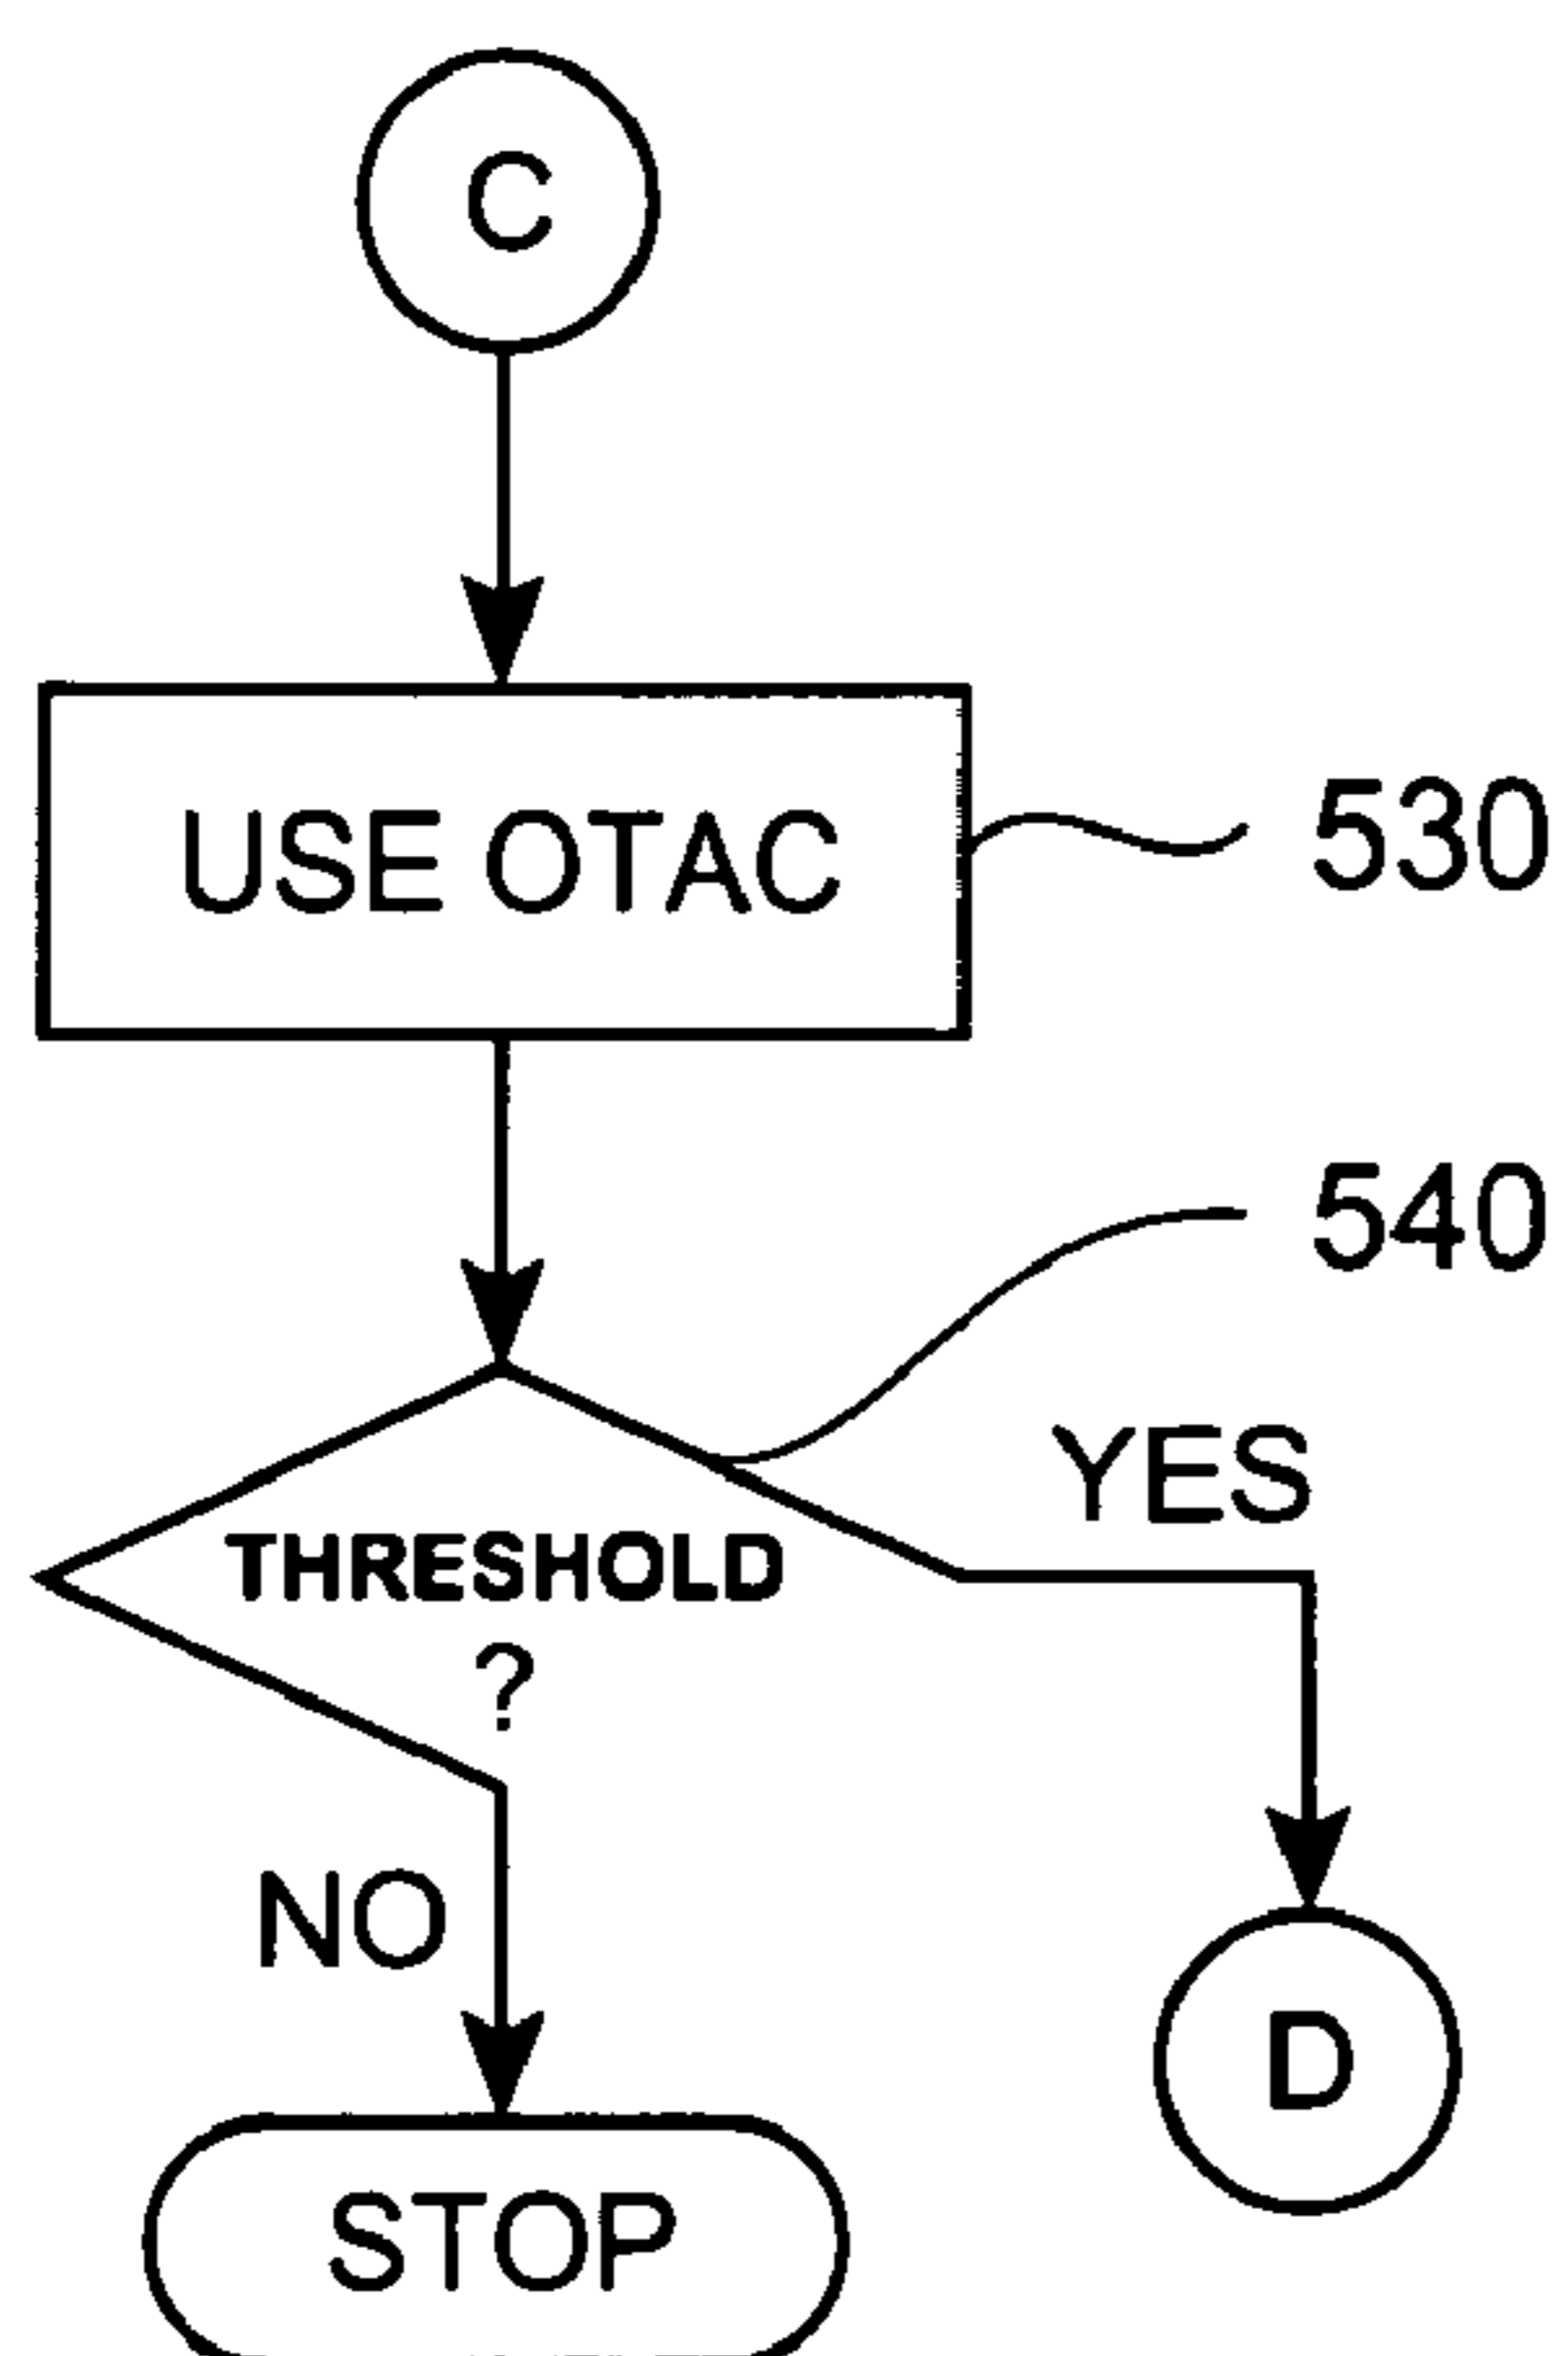 C
USE OTAC
530
540
YES
THRESHOLD
?
NO
D
STOP